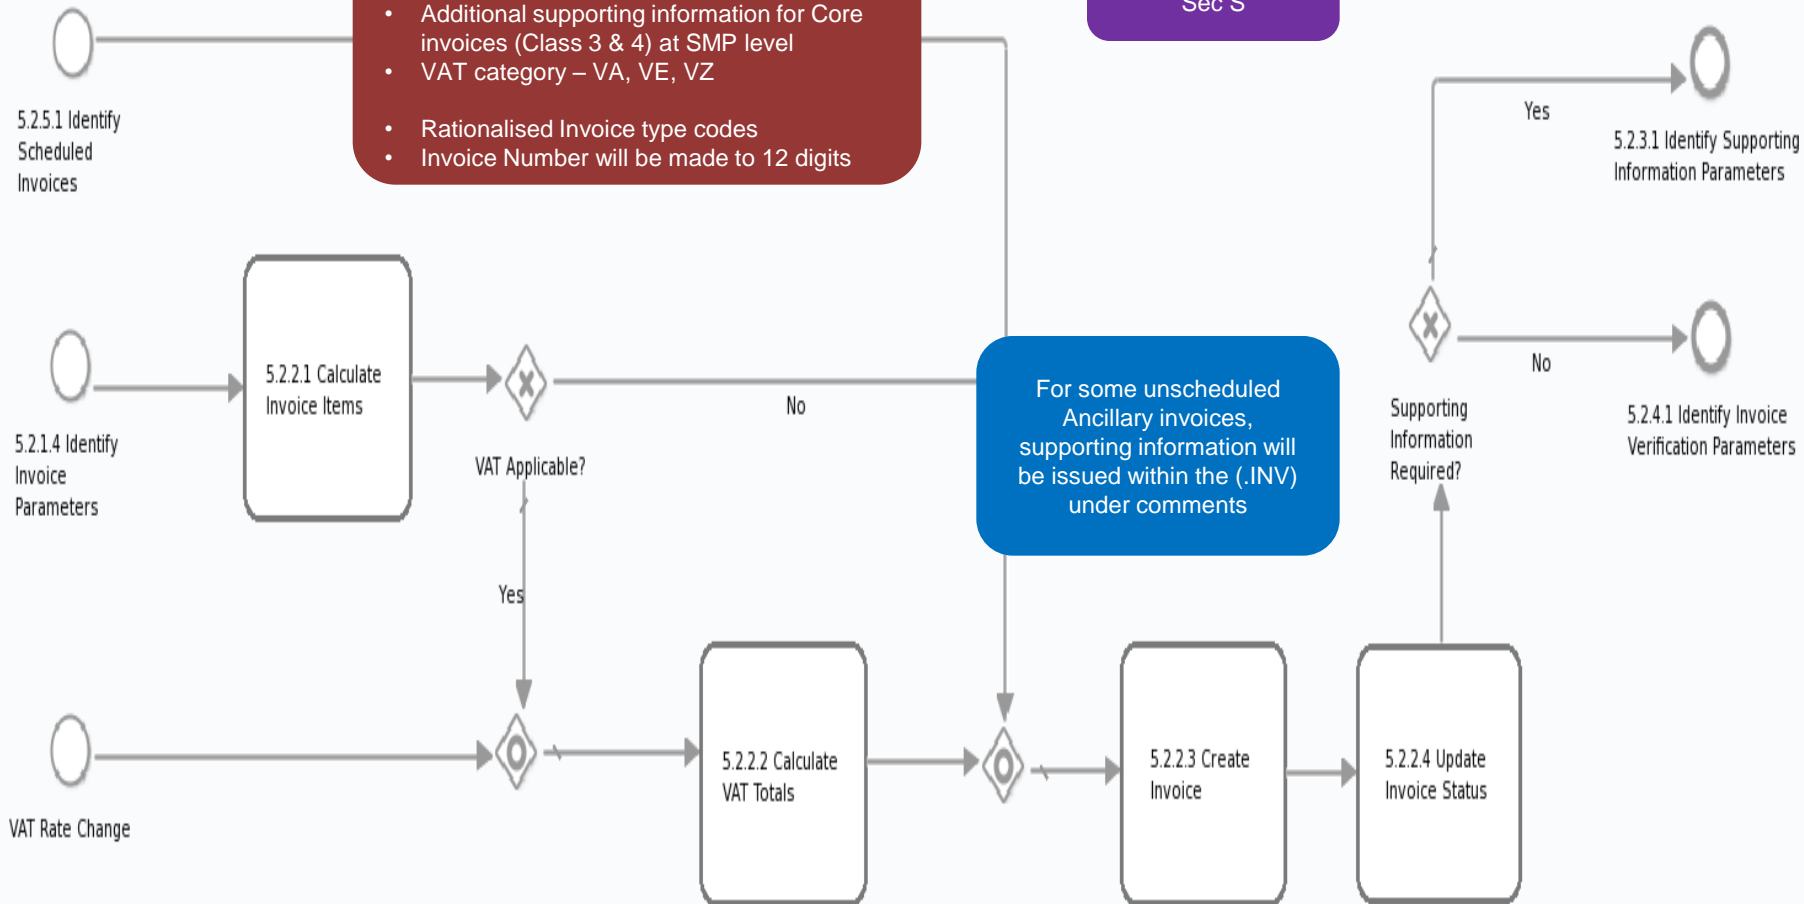 • Additional supporting information for Core
invoices (Class 3 & 4) at SMP level
• VAT category – VA, VE, VZ
• Rationalised Invoice type codes
• Invoice Number will be made to 12 digits
Sec S
5.2.5.1 Identify
Scheduled
Invoices
Yes
5.2.3.1 Identify Supporting
Information Parameters
5.2.2.1 Calculate
Invoice Items
5.2.1.4 Identify
Invoice
Parameters
VAT Applicable?
No
For some unscheduled
Ancillary invoices,
supporting information will
be issued within the (.INV)
under comments
No
Supporting
Information
Required?
5.2.4.1 Identify Invoice
Verification Parameters
Yes
VAT Rate Change
5.2.2.2 Calculate
VAT Totals
5.2.2.3 Create
Invoice
5.2.2.4 Update
Invoice Status